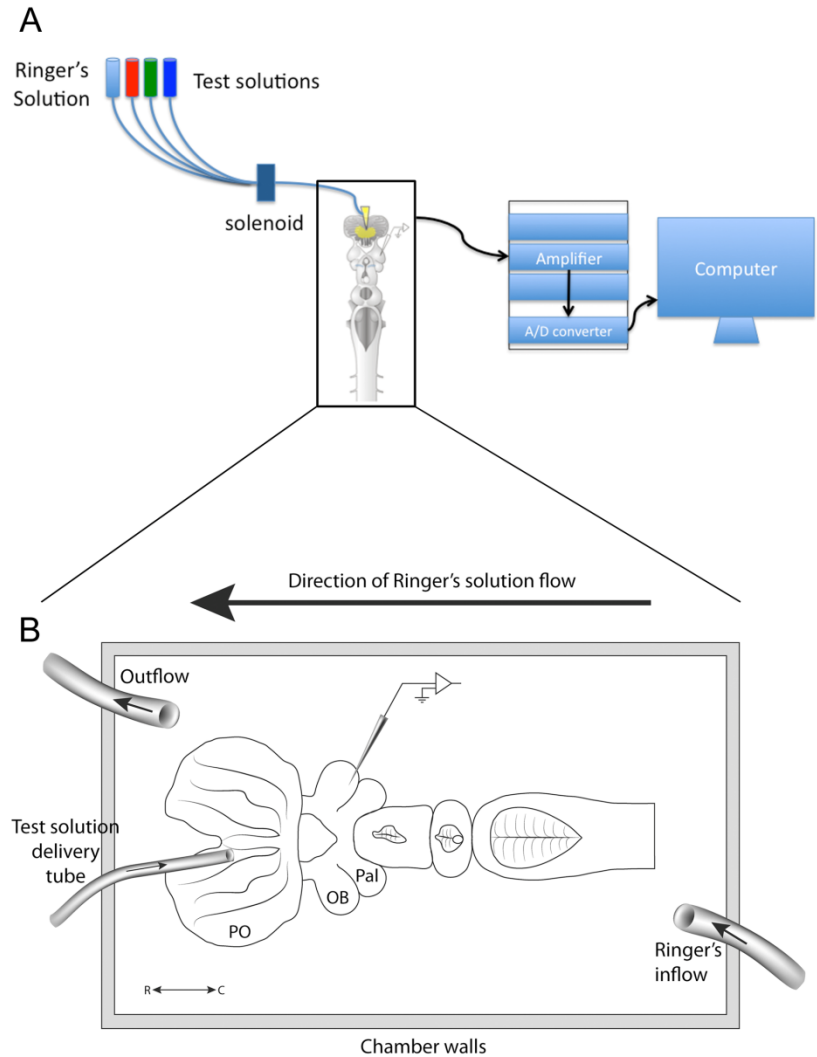 A
Ringer’s
Solution
Test solutions
solenoid
Amplifier
A/D converter
Computer
Direction of Ringer’s solution flow
B
Outflow
Test solution
delivery
tube
Pal
OB
PO
Ringer’s
inflow
R
C
Chamber walls